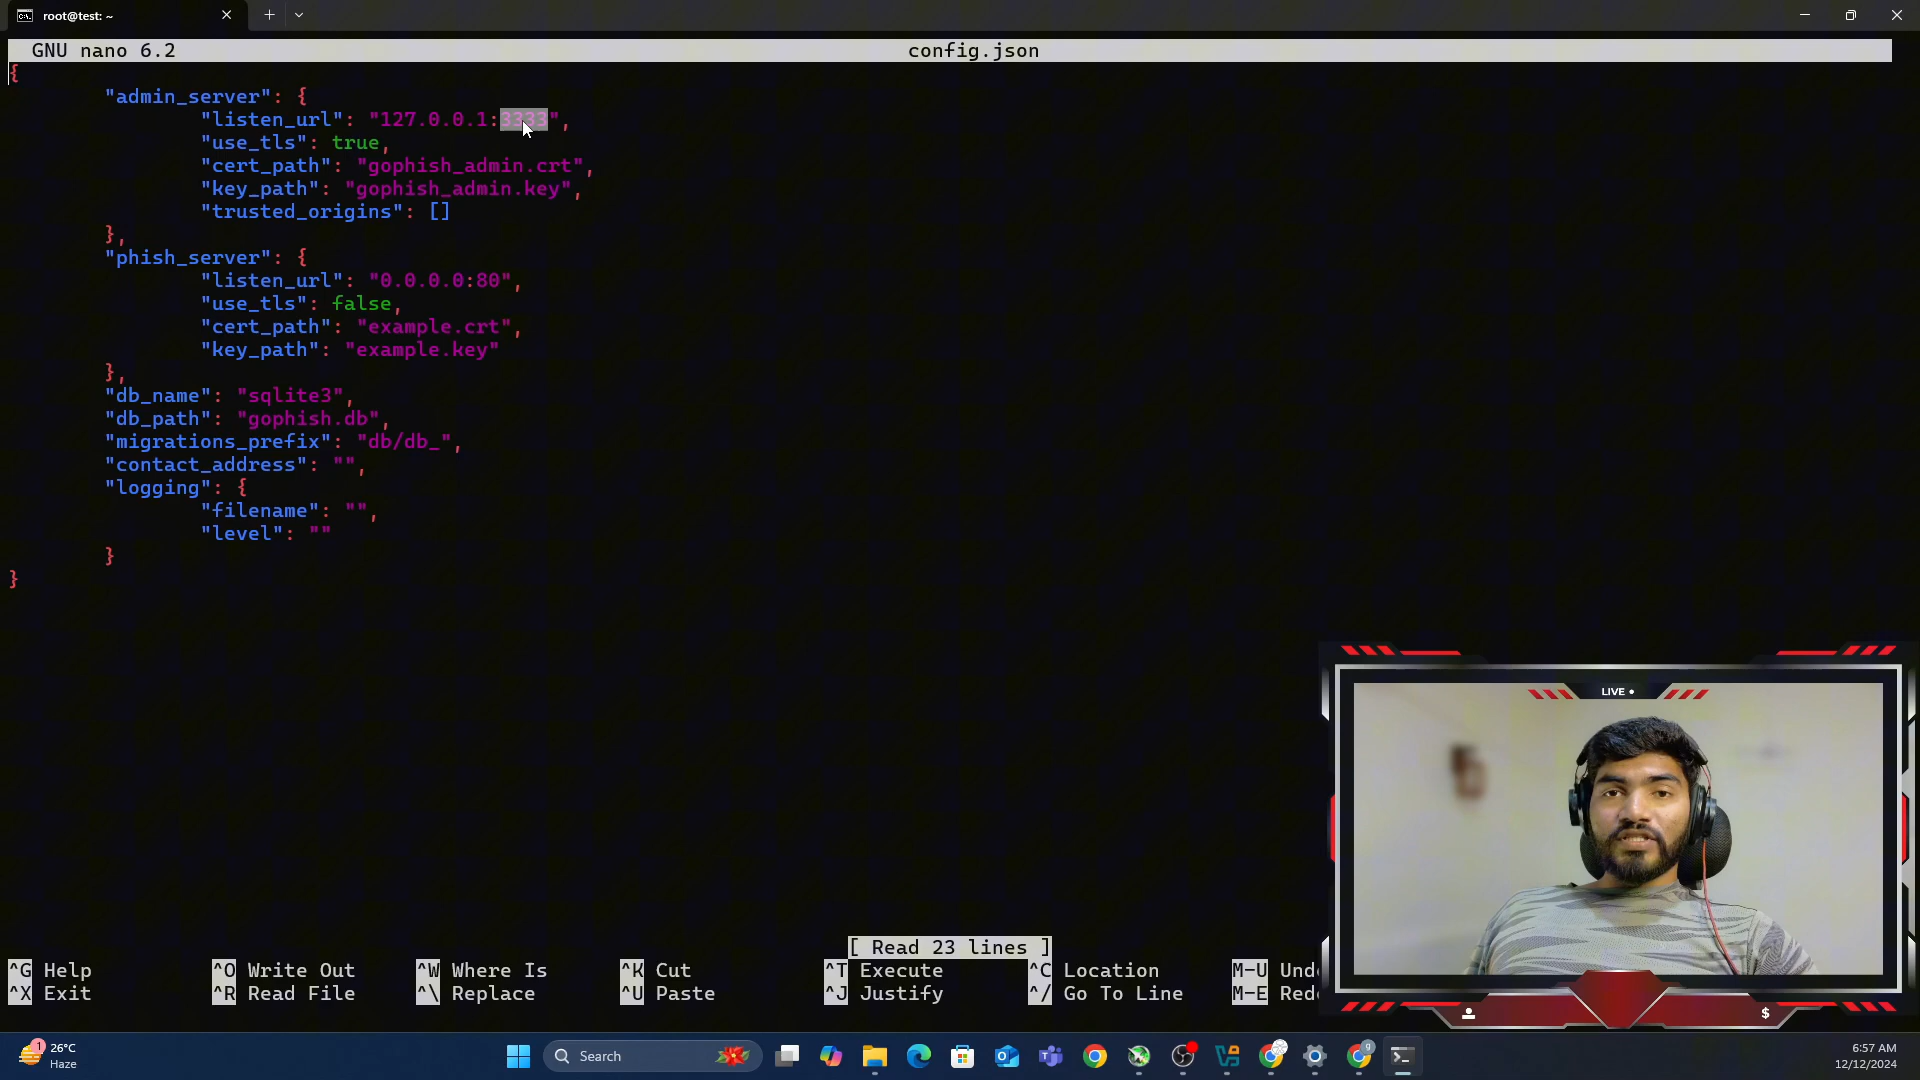 root@test: ~
GNU nano 6.2 config.json
{
"admin_server": {
"listen_url": "127.0.0.1:3333",
"use_tls": true,
"cert_path": "gophish_admin.crt",
"key_path": "gophish_admin.key",
"trusted_origins": []
},
"phish_server": {
"listen_url": "0.0.0.0:80",
"use_tls": false,
"cert_path": "example.crt",
"key_path": "example.key"
},
"db_name": "sqlite3",
"db_path": "gophish.db",
"migrations_prefix": "db/db_",
"contact_address": "",
"logging": {
"filename": "",
"level": ""
}
}
LIVE
[ Read 23 lines ]
^G Help ^O Write Out ^W Where Is ^K Cut ^T Execute ^C Location M-U Und
^X Exit ^R Read File ^\ Replace ^U Paste ^J Justify ^/ Go To Line M-E Red
$
1
26°C
Haze
Search
9
6:57 AM
12/12/2024